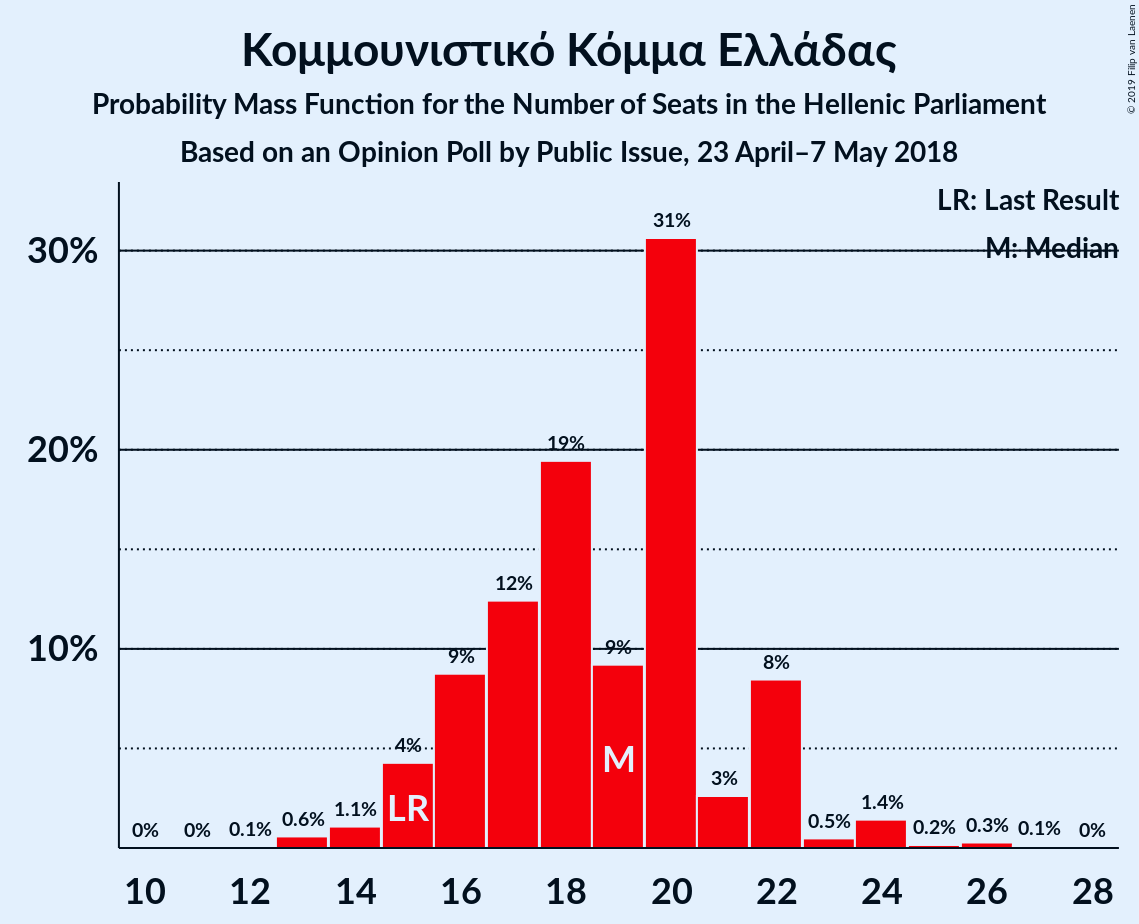 Κομμουνιστικό Κόμμα Ελλάδας
Probability Mass Function for the Number of Seats in the Hellenic Parliament
Based on an Opinion Poll by Public Issue, 23 April–7 May 2018
© 2019 Filip van Laenen
LR: Last Result
M: Median
30%
20%
10%
0%
0%
0.1%
0.6%
1.1%
4%
9%
12%
19%
9%
31%
3%
8%
0.5%
1.4%
0.2%
0.3%
0.1%
0%
LR
M
10 12 14 16 18 20 22 24 26 28